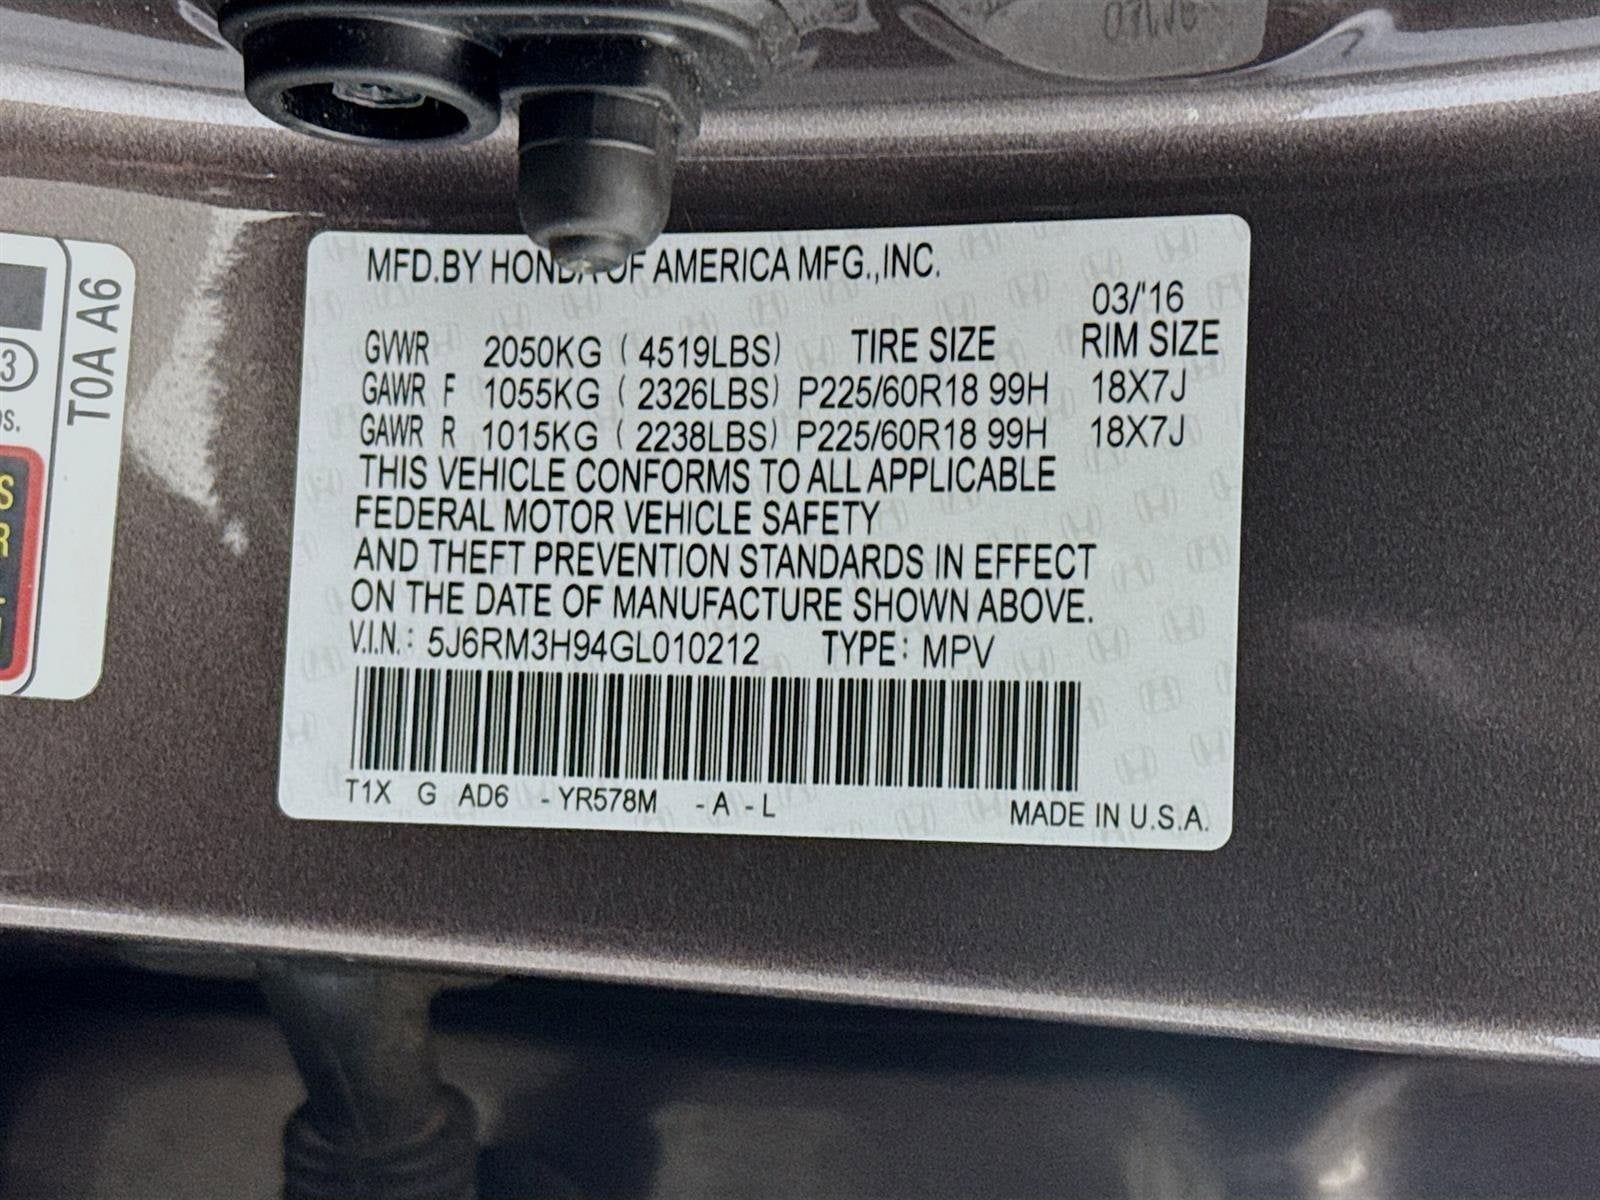 MFD.BY HONDA OF AMERICA MFG.,INC.
03/'16
GVWR 2050KG ( 4519LBS) TIRE SIZE RIM SIZE
GAWR F 1055KG ( 2326LBS) P225/60R18 99H 18X7J
GAWR R 1015KG ( 2238LBS) P225/60R18 99H 18X7J
THIS VEHICLE CONFORMS TO ALL APPLICABLE
FEDERAL MOTOR VEHICLE SAFETY
AND THEFT PREVENTION STANDARDS IN EFFECT
ON THE DATE OF MANUFACTURE SHOWN ABOVE.
V.I.N.: 5J6RM3H94GL010212 TYPE: MPV
T1X G AD6 -YR578M -A -L MADE IN U.S.A.
T0A A6
3